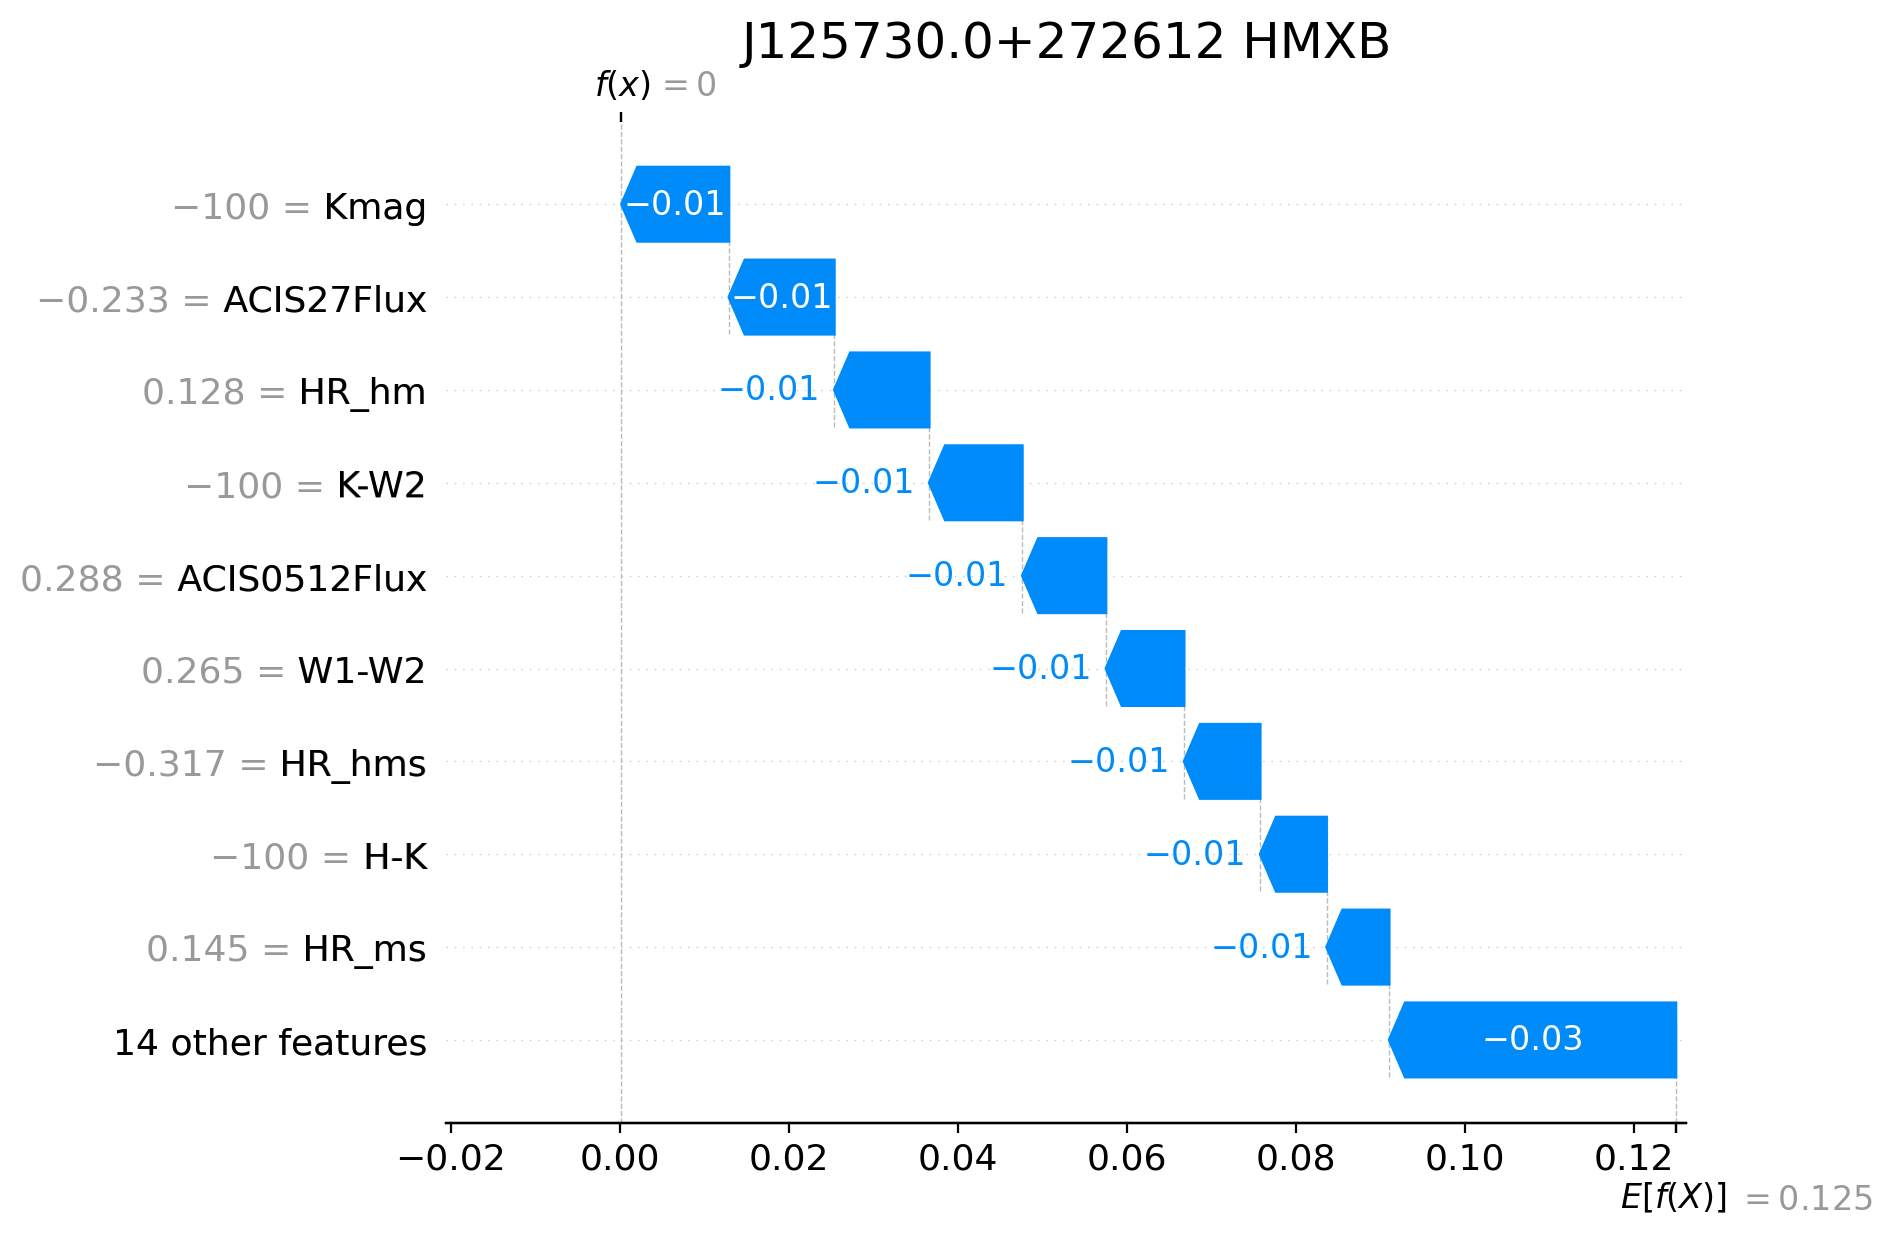 J125730.0+272612 HMXB
f(x) = 0
−100 = Kmag −0.01
−0.233 = ACIS27Flux −0.01
0.128 = HR_hm −0.01
−100 = K-W2 −0.01
0.288 = ACIS0512Flux −0.01
0.265 = W1-W2 −0.01
−0.317 = HR_hms −0.01
−100 = H-K −0.01
0.145 = HR_ms −0.01
14 other features −0.03
−0.02 0.00 0.02 0.04 0.06 0.08 0.10 0.12
E[f(X)] = 0.125